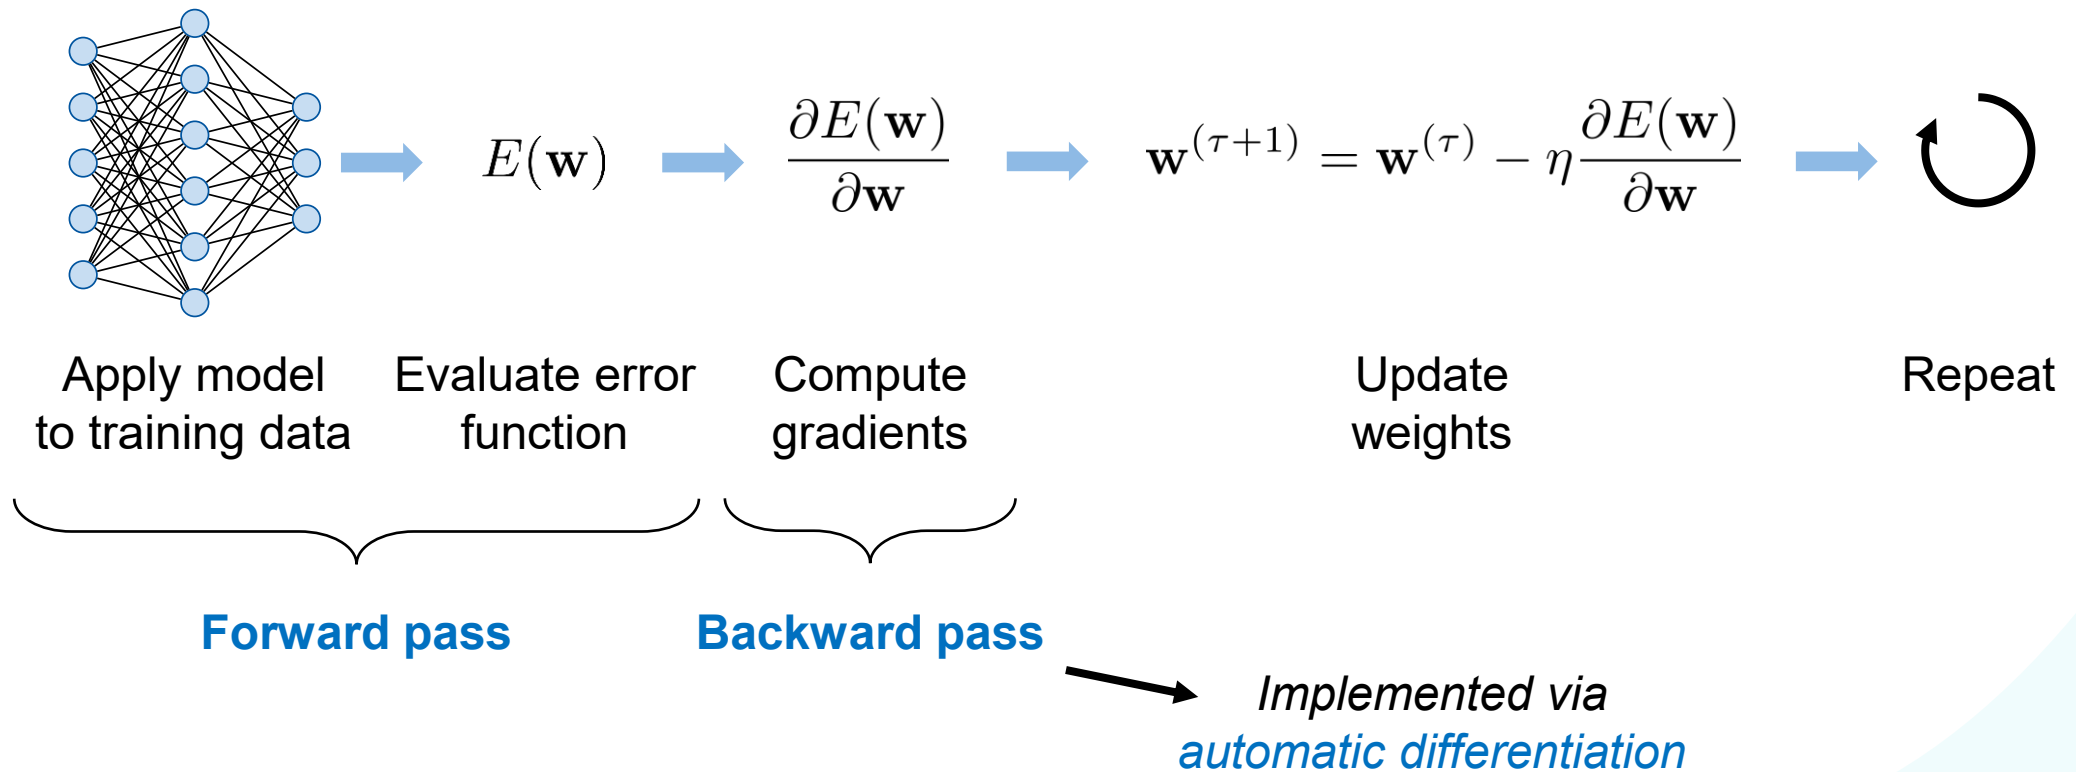 E(𝐰)
∂E(𝐰)
∂𝐰
𝐰^(τ+1) = 𝐰^(τ) − η ∂E(𝐰)/∂𝐰
Apply model
to training data
Evaluate error
function
Compute
gradients
Update
weights
Repeat
Forward pass
Backward pass
Implemented via
automatic differentiation